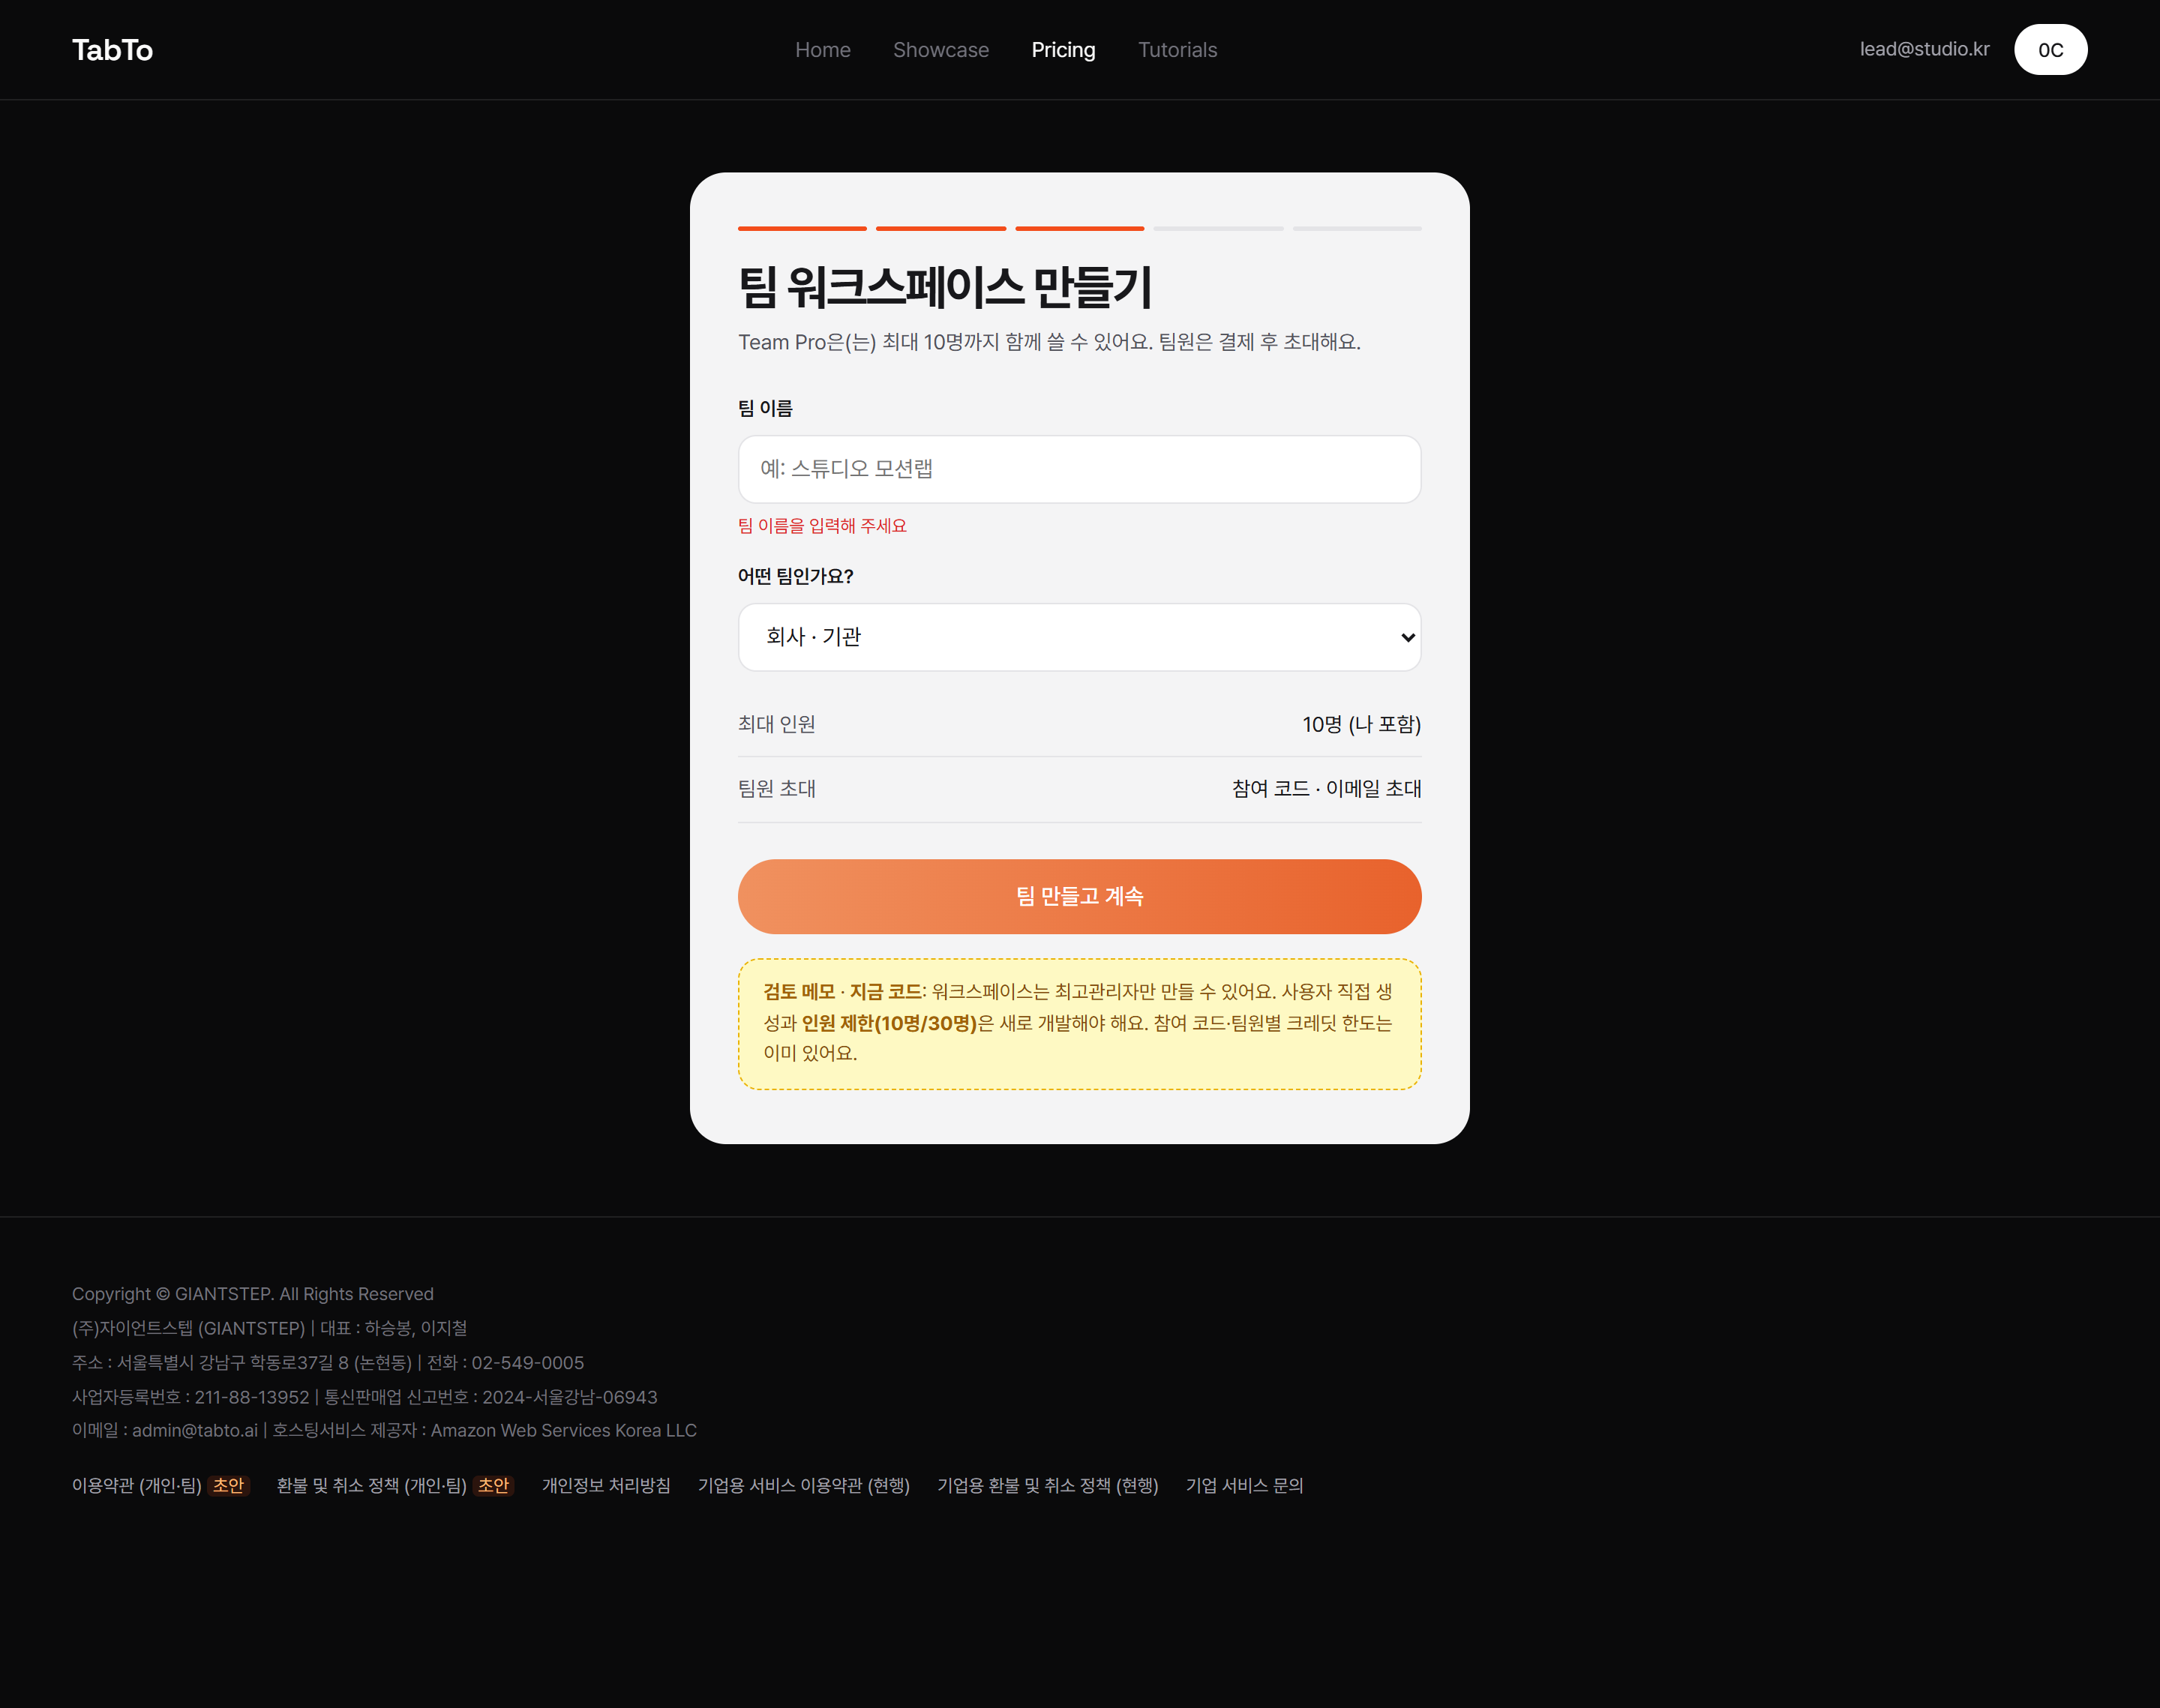 TabTo
Home Showcase Pricing Tutorials
lead@studio.kr 0C
팀 워크스페이스 만들기
Team Pro은(는) 최대 10명까지 함께 쓸 수 있어요. 팀원은 결제 후 초대해요.
팀 이름
예: 스튜디오 모션랩
팀 이름을 입력해 주세요
어떤 팀인가요?
회사 · 기관
최대 인원 10명 (나 포함)
팀원 초대 참여 코드 · 이메일 초대
팀 만들고 계속
검토 메모 · 지금 코드: 워크스페이스는 최고관리자만 만들 수 있어요. 사용자 직접 생
성과 인원 제한(10명/30명)은 새로 개발해야 해요. 참여 코드·팀원별 크레딧 한도는
이미 있어요.
Copyright © GIANTSTEP. All Rights Reserved
(주)자이언트스텝 (GIANTSTEP) | 대표 : 하승봉, 이지철
주소 : 서울특별시 강남구 학동로37길 8 (논현동) | 전화 : 02-549-0005
사업자등록번호 : 211-88-13952 | 통신판매업 신고번호 : 2024-서울강남-06943
이메일 : admin@tabto.ai | 호스팅서비스 제공자 : Amazon Web Services Korea LLC
이용약관 (개인·팀) 초안 환불 및 취소 정책 (개인·팀) 초안 개인정보 처리방침 기업용 서비스 이용약관 (현행) 기업용 환불 및 취소 정책 (현행) 기업 서비스 문의